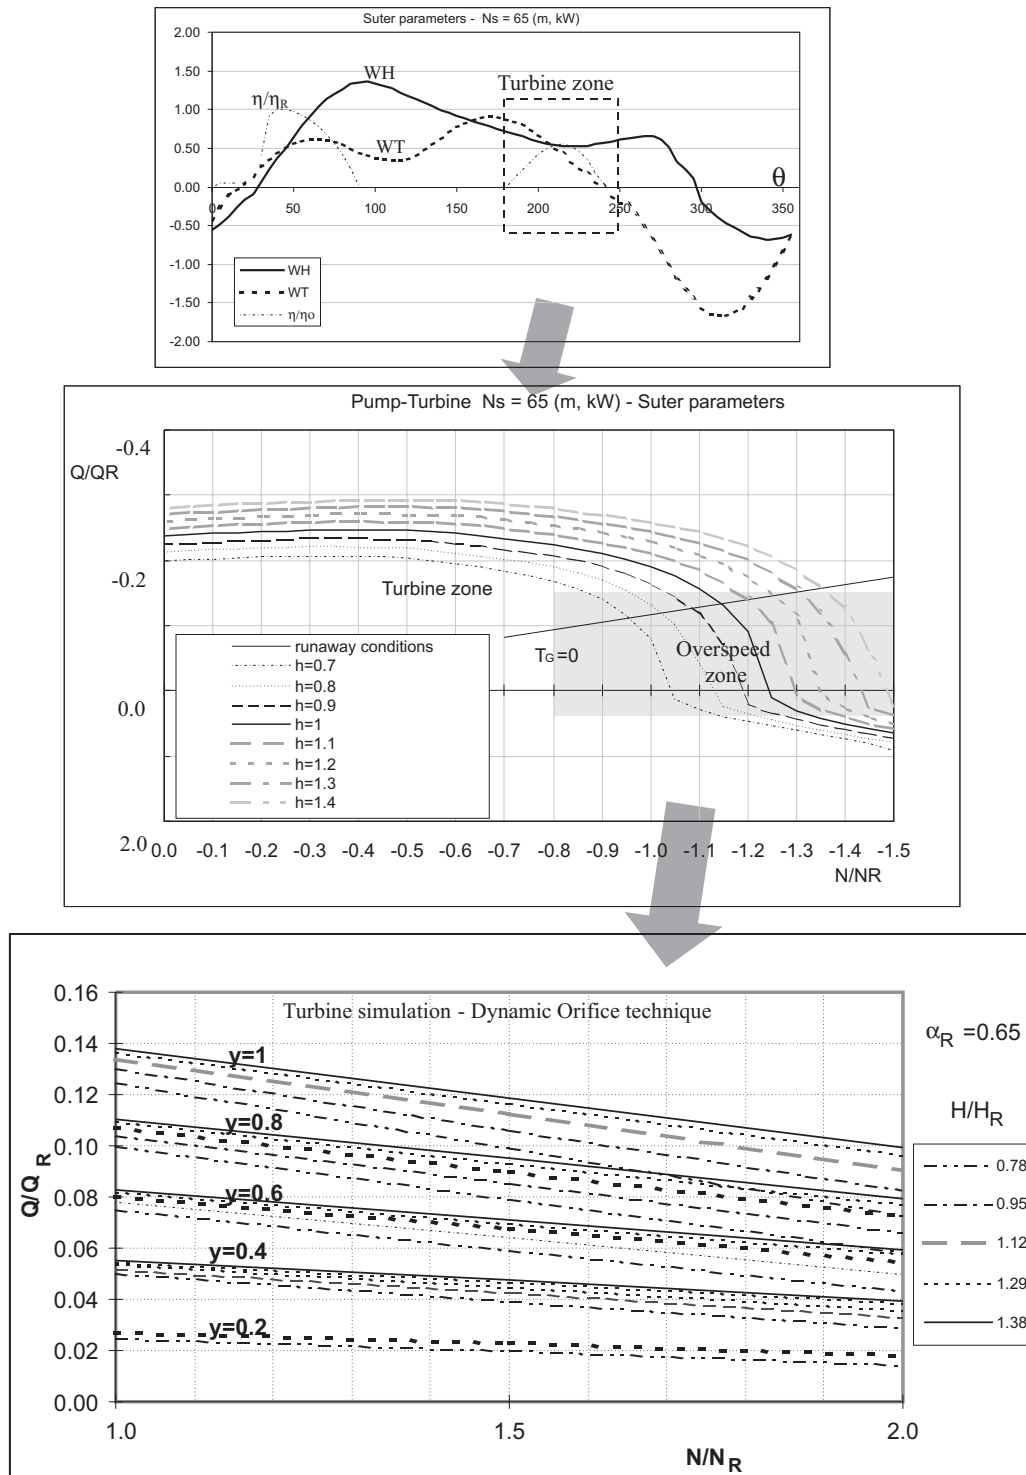 Suter parameters - Ns = 65 (m, kW)
2.00
1.50
1.00
0.50
0.00
-0.50
-1.00
-1.50
-2.00
WH
η/ηR
WT
Turbine zone
θ
0 50 100 150 200 250 300 350
WH
WT
η/ηo
Pump-Turbine Ns = 65 (m, kW) - Suter parameters
-0.4
Q/QR
-0.2
0.0
2.0
Turbine zone
TG=0
Overspeed
zone
runaway conditions
h=0.7
h=0.8
h=0.9
h=1
h=1.1
h=1.2
h=1.3
h=1.4
0.0 -0.1 -0.2 -0.3 -0.4 -0.5 -0.6 -0.7 -0.8 -0.9 -1.0 -1.1 -1.2 -1.3 -1.4 -1.5
N/NR
Turbine simulation - Dynamic Orifice technique
0.16
0.14
0.12
0.10
0.08
0.06
0.04
0.02
0.00
Q/QR
y=1
y=0.8
y=0.6
y=0.4
y=0.2
1.0 1.5 2.0
N/NR
αR =0.65
H/HR
0.78
0.95
1.12
1.29
1.38